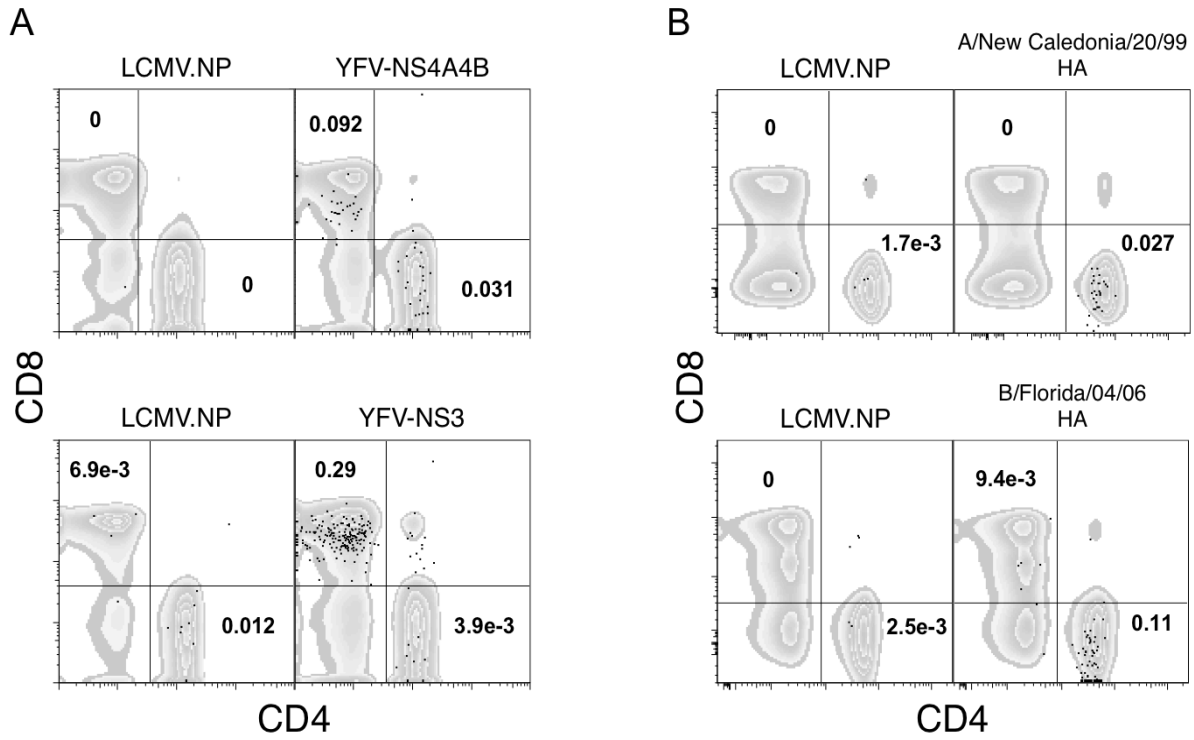 A
B
LCMV.NP
YFV-NS4A4B
0
0.092
0
0.031
LCMV.NP
YFV-NS3
6.9e-3
0.29
0.012
3.9e-3
CD8
CD4
A/New Caledonia/20/99
LCMV.NP
HA
0
0
1.7e-3
0.027
B/Florida/04/06
LCMV.NP
HA
0
9.4e-3
2.5e-3
0.11
CD8
CD4